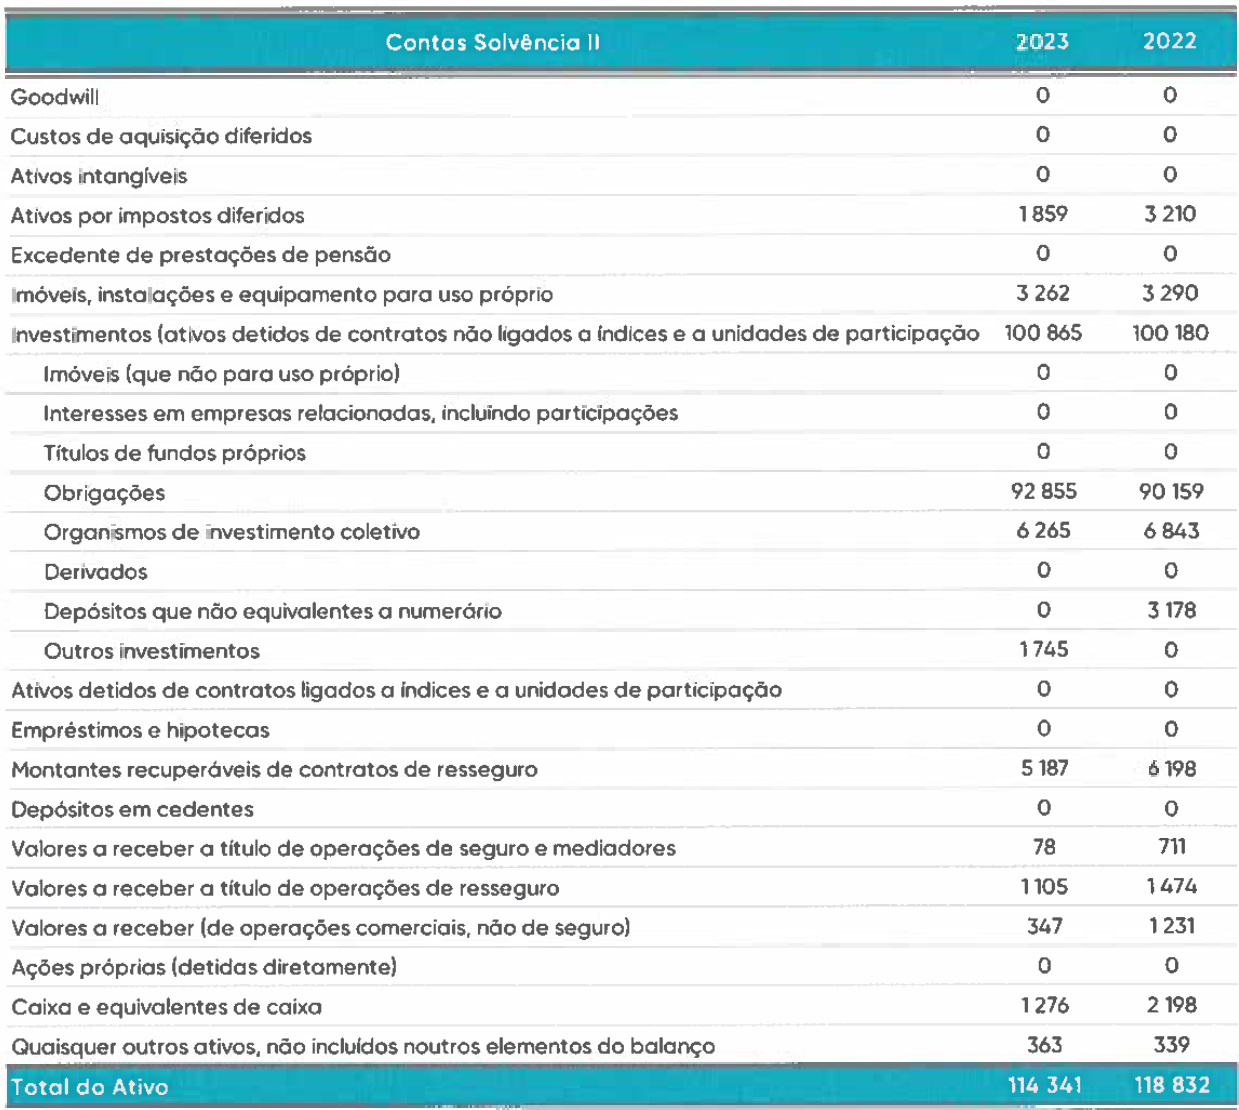 Contas Solvência II 2023 2022
Goodwill 0 0
Custos de aquisição diferidos 0 0
Ativos intangíveis 0 0
Ativos por impostos diferidos 1 859 3 210
Excedente de prestações de pensão 0 0
Imóveis, instalações e equipamento para uso próprio 3 262 3 290
Investimentos (ativos detidos de contratos não ligados a índices e a unidades de participação 100 865 100 180
Imóveis (que não para uso próprio) 0 0
Interesses em empresas relacionadas, incluindo participações 0 0
Títulos de fundos próprios 0 0
Obrigações 92 855 90 159
Organismos de investimento coletivo 6 265 6 843
Derivados 0 0
Depósitos que não equivalentes a numerário 0 3 178
Outros investimentos 1 745 0
Ativos detidos de contratos ligados a índices e a unidades de participação 0 0
Empréstimos e hipotecas 0 0
Montantes recuperáveis de contratos de resseguro 5 187 6 198
Depósitos em cedentes 0 0
Valores a receber a título de operações de seguro e mediadores 78 711
Valores a receber a título de operações de resseguro 1 105 1 474
Valores a receber (de operações comerciais, não de seguro) 347 1 231
Ações próprias (detidas diretamente) 0 0
Caixa e equivalentes de caixa 1 276 2 198
Quaisquer outros ativos, não incluídos noutros elementos do balanço 363 339
Total do Ativo 114 341 118 832